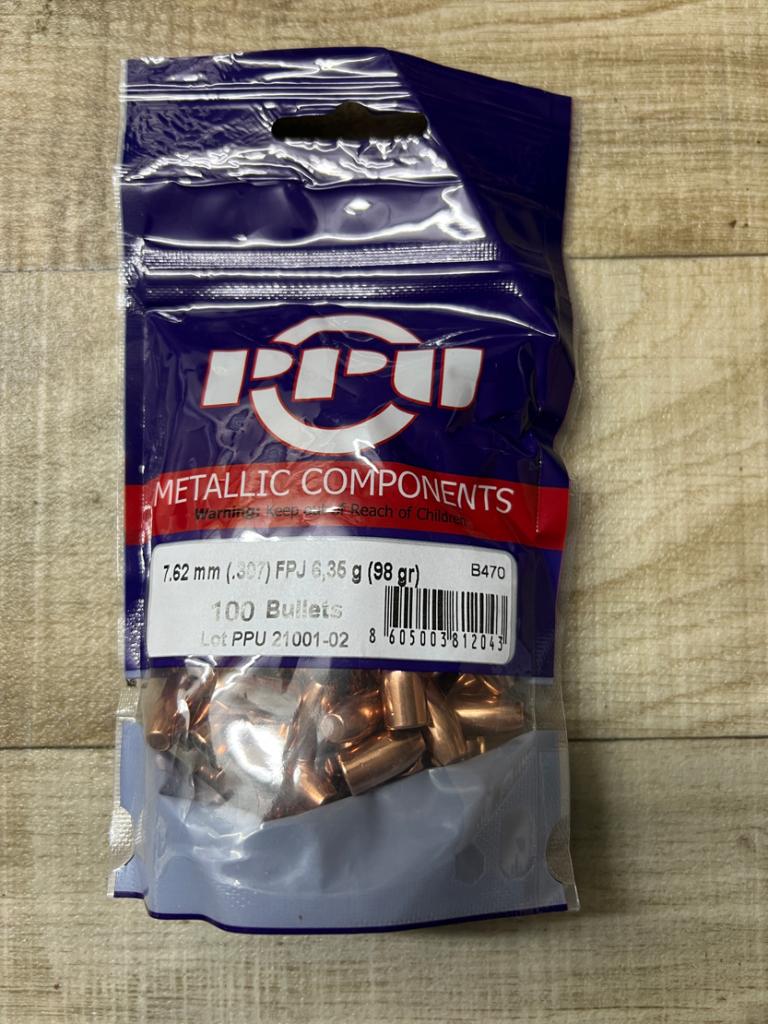 PPU
METALLIC COMPONENTS
Warning: Keep out of Reach of Children
7.62 mm (.307) FPJ 6,35 g (98 gr) B470
100 Bullets
Lot PPU 21001-02
8 605003 812043